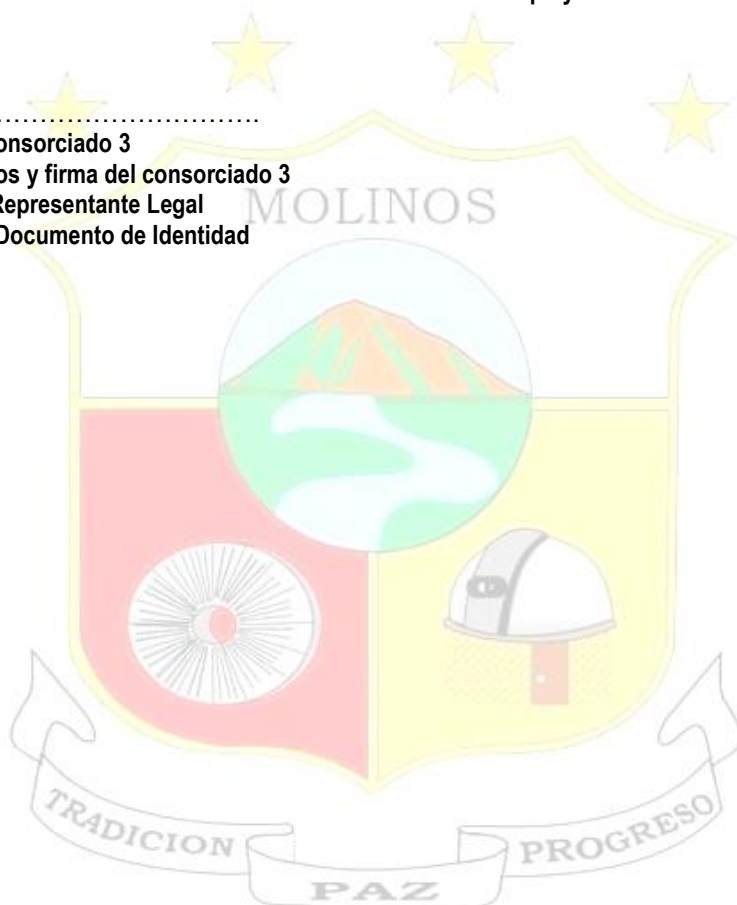 ………………………….
onsorciado 3
os y firma del consorciado 3
Representante Legal
Documento de Identidad
MOLINOS
TRADICION
PAZ
PROGRESO